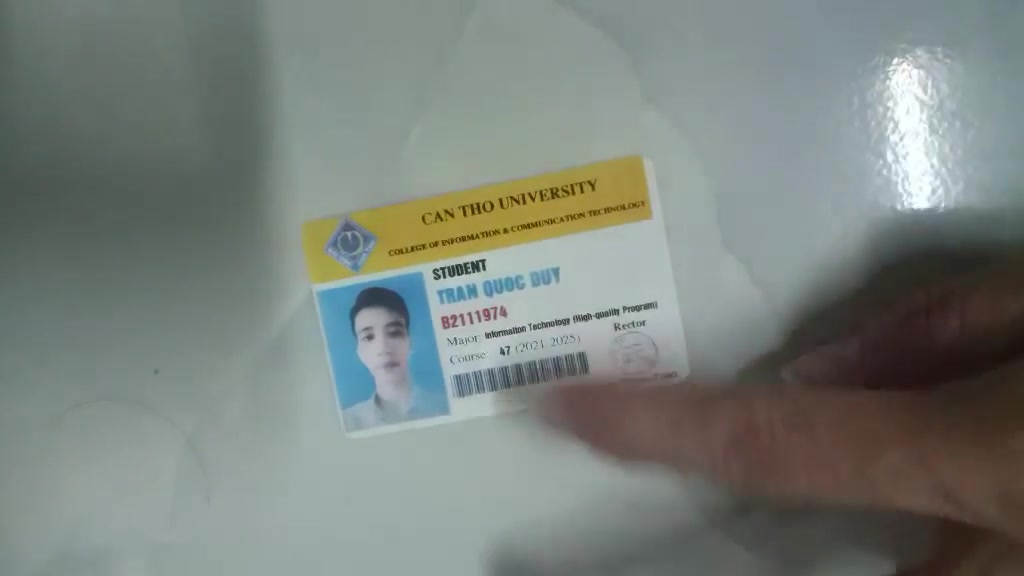 CAN THO UNIVERSITY
COLLEGE OF INFORMATION & COMMUNICATION TECHNOLOGY
STUDENT
TRAN QUOC DUY
B2111974
Major: Information Technology (High-quality Program)
Course: 47 (2021 2025)
Rector